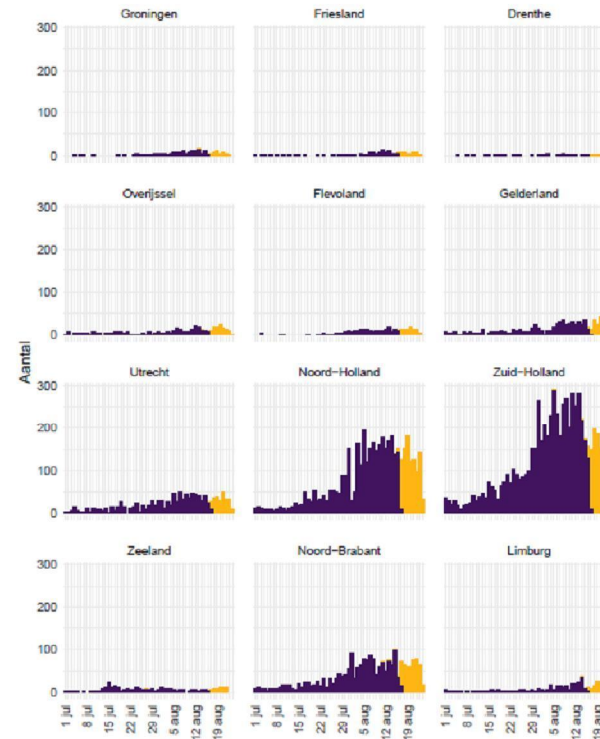 Groningen Friesland Drenthe
300
200
100
0
Overijssel Flevoland Gelderland
300
200
100
0
Aantal
Utrecht Noord-Holland Zuid-Holland
300
200
100
0
Zeeland Noord-Brabant Limburg
300
200
100
0
1 jul 8 jul 15 jul 22 jul 29 jul 5 aug 12 aug 19 aug 1 jul 8 jul 15 jul 22 jul 29 jul 5 aug 12 aug 19 aug 1 jul 8 jul 15 jul 22 jul 29 jul 5 aug 12 aug 19 aug